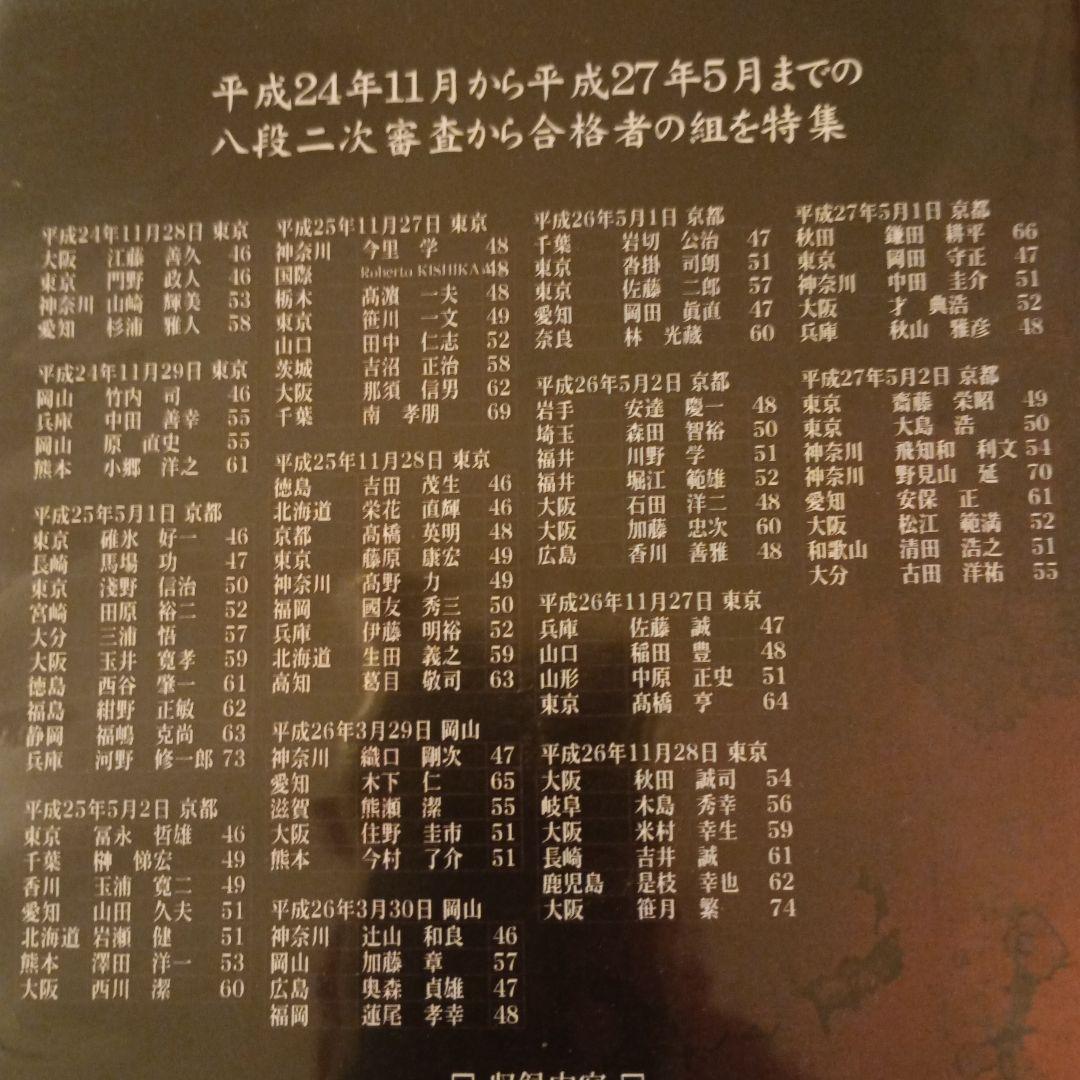 平成24年11月から平成27年5月までの
八段二次審査から合格者の組を特集
平成24年11月28日 東京
大阪 江藤 善久 46
東京 門野 政人 46
神奈川 山崎 輝美 53
愛知 杉浦 雅人 58
平成24年11月29日 東京
岡山 竹内 司 46
兵庫 中田 善幸 55
岡山 原 直史 55
熊本 小郷 洋之 61
平成25年5月1日 京都
東京 碓氷 好一 46
長崎 馬場 功 47
東京 淺野 信治 50
宮崎 田原 裕二 52
大分 三浦 悟 57
大阪 玉井 寛孝 59
徳島 西谷 肇一 61
福島 紺野 正敏 62
静岡 福嶋 克尚 63
兵庫 河野 修一郎 73
平成25年5月2日 京都
東京 冨永 哲雄 46
千葉 榊 悌宏 49
香川 玉浦 寛二 49
愛知 山田 久夫 51
北海道 岩瀬 健 51
熊本 澤田 洋一 53
大阪 西川 潔 60
平成25年11月27日 東京
神奈川 今里 学 48
国際 Roberto KISHIKAWA 48
栃木 髙濵 一夫 48
東京 笹川 一文 49
山口 田中 仁志 52
茨城 吉沼 正治 58
大阪 那須 信男 62
千葉 南 孝朋 69
平成25年11月28日 東京
徳島 吉田 茂生 46
北海道 栄花 直輝 46
京都 髙橋 英明 48
東京 藤原 康宏 49
神奈川 髙野 力 49
福岡 國友 秀三 50
兵庫 伊藤 明裕 52
北海道 生田 義之 59
高知 葛目 敬司 63
平成26年3月29日 岡山
神奈川 織口 剛次 47
愛知 木下 仁 65
滋賀 熊瀬 潔 55
大阪 住野 圭市 51
熊本 今村 了介 51
平成26年3月30日 岡山
神奈川 辻山 和良 46
岡山 加藤 章 57
広島 奥森 貞雄 47
福岡 蓮尾 孝幸 48
平成26年5月1日 京都
千葉 岩切 公治 47
東京 沓掛 司朗 51
東京 佐藤 二郎 57
愛知 岡田 眞直 47
奈良 林 光蔵 60
平成26年5月2日 京都
岩手 安達 慶一 48
埼玉 森田 智裕 50
福井 川野 学 51
福井 堀江 範雄 52
大阪 石田 洋二 48
大阪 加藤 忠次 60
広島 香川 善雅 48
平成26年11月27日 東京
兵庫 佐藤 誠 47
山口 稲田 豊 48
山形 中原 正史 51
東京 髙橋 亨 64
平成26年11月28日 東京
大阪 秋田 誠司 54
岐阜 木島 秀幸 56
大阪 米村 幸生 59
長崎 吉井 誠 61
鹿児島 是枝 幸也 62
大阪 笹月 繁 74
平成27年5月1日 京都
秋田 鎌田 耕平 66
東京 岡田 守正 47
神奈川 中田 圭介 51
大阪 才 典浩 52
兵庫 秋山 雅彦 48
平成27年5月2日 京都
東京 齋藤 栄昭 49
東京 大島 浩 50
神奈川 飛知和 利文 54
神奈川 野見山 延 70
愛知 安保 正 61
大阪 松江 範満 52
和歌山 清田 浩之 51
大分 古田 洋祐 55